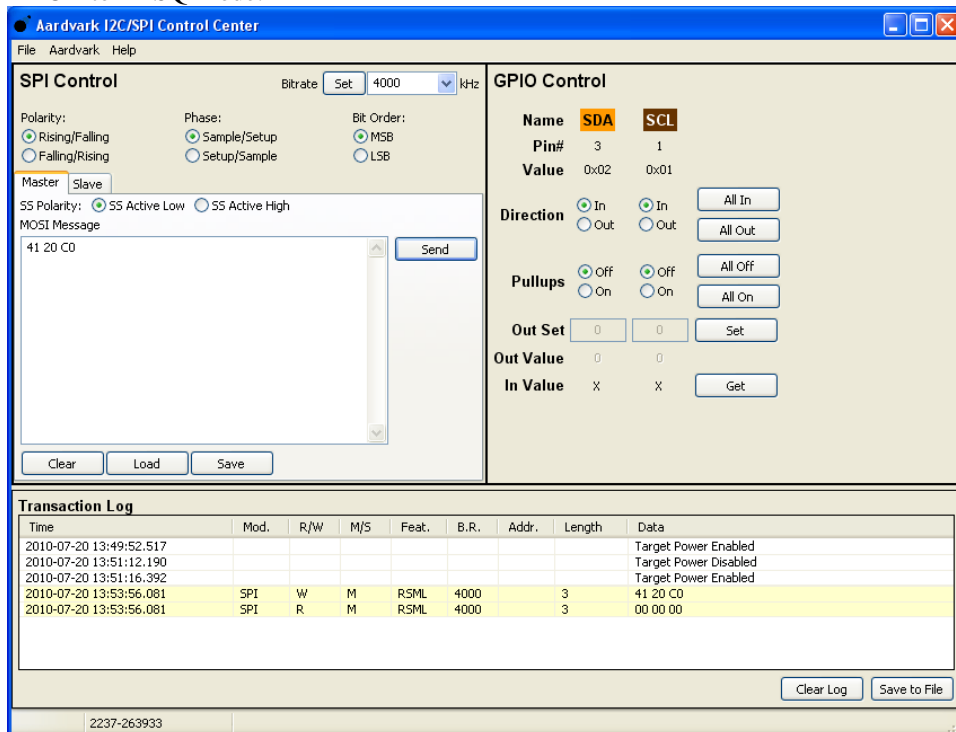 Aardvark I2C/SPI Control Center
File Aardvark Help
SPI Control
Bitrate Set 4000 kHz
Polarity: Phase: Bit Order:
Rising/Falling Sample/Setup MSB
Falling/Rising Setup/Sample LSB
Master Slave
SS Polarity: SS Active Low SS Active High
MOSI Message
41 20 C0
Send
Clear Load Save
GPIO Control
Name SDA SCL
Pin# 3 1
Value 0x02 0x01
Direction In In All In
Out Out All Out
Pullups Off Off All Off
On On All On
Out Set 0 0 Set
Out Value 0 0
In Value X X Get
Transaction Log
Time Mod. R/W M/S Feat. B.R. Addr. Length Data
2010-07-20 13:49:52.517 Target Power Enabled
2010-07-20 13:51:12.190 Target Power Disabled
2010-07-20 13:51:16.392 Target Power Enabled
2010-07-20 13:53:56.081 SPI W M RSML 4000 3 41 20 C0
2010-07-20 13:53:56.081 SPI R M RSML 4000 3 00 00 00
Clear Log Save to File
2237-263933